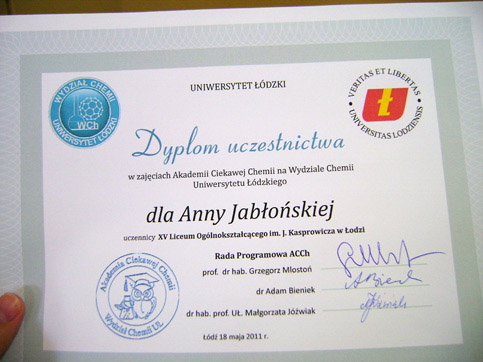 UNIWERSYTET ŁÓDZKI
WYDZIAŁ CHEMII
WCh
UNIWERSYTET ŁÓDZKI
VERITAS ET LIBERTAS
UNIVERSITAS LODZIENSIS
Dyplom uczestnictwa
w zajęciach Akademii Ciekawej Chemii na Wydziale Chemii
Uniwersytetu Łódzkiego
dla Anny Jabłońskiej
uczennicy XV Liceum Ogólnokształcącego im. J. Kasprowicza w Łodzi
Rada Programowa ACCh
prof. dr hab. Grzegorz Mlostoń
dr Adam Bieniek
dr hab. prof. UŁ. Małgorzata Jóźwiak
Akademia Ciekawej Chemii
Wydział Chemii UŁ
Łódź 18 maja 2011 r.